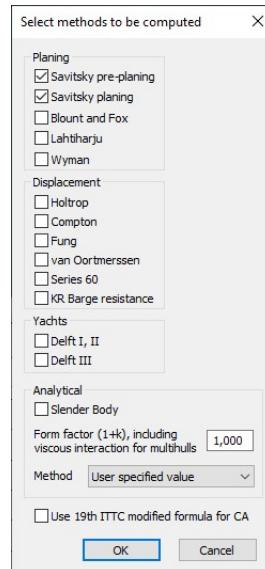 Select methods to be computed
Planing
Savitsky pre-planing
Savitsky planing
Blount and Fox
Lahtiharju
Wyman
Displacement
Holtrop
Compton
Fung
van Oortmerssen
Series 60
KR Barge resistance
Yachts
Delft I, II
Delft III
Analytical
Slender Body
Form factor (1+k), including
viscous interaction for multihulls
1,000
Method
User specified value
Use 19th ITTC modified formula for CA
OK
Cancel